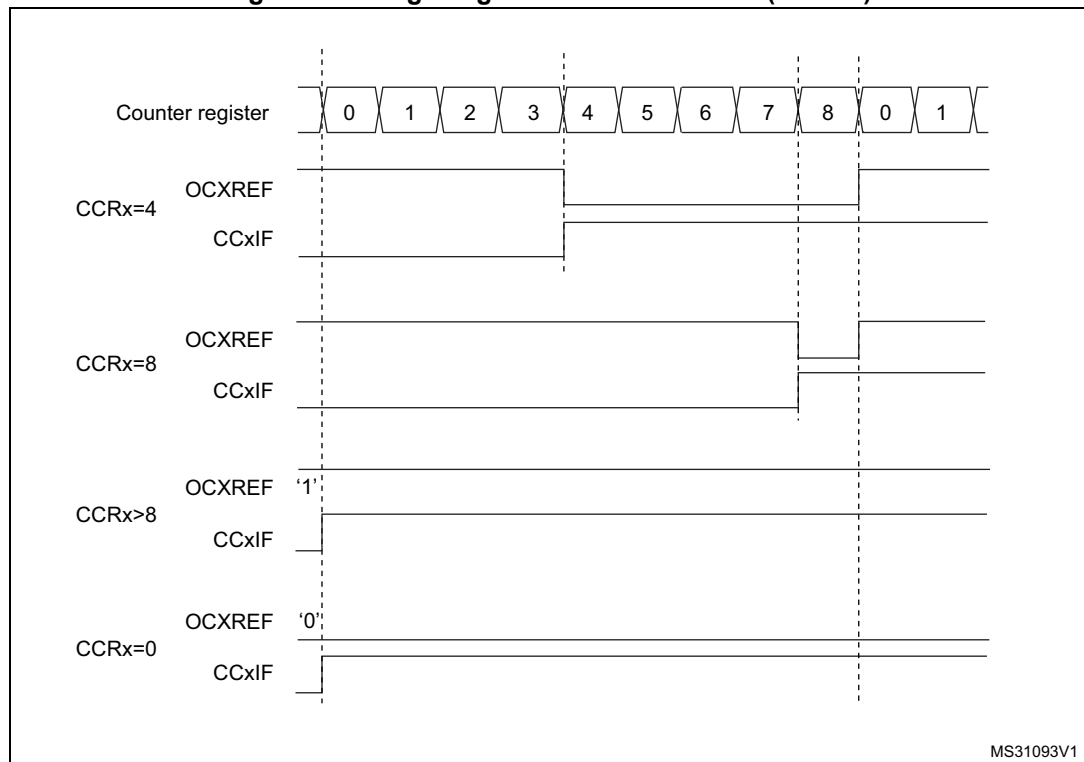 Counter register 0 1 2 3 4 5 6 7 8 0 1
OCXREF
CCRx=4
CCxIF
OCXREF
CCRx=8
CCxIF
OCXREF '1'
CCRx>8
CCxIF
OCXREF '0'
CCRx=0
CCxIF
MS31093V1